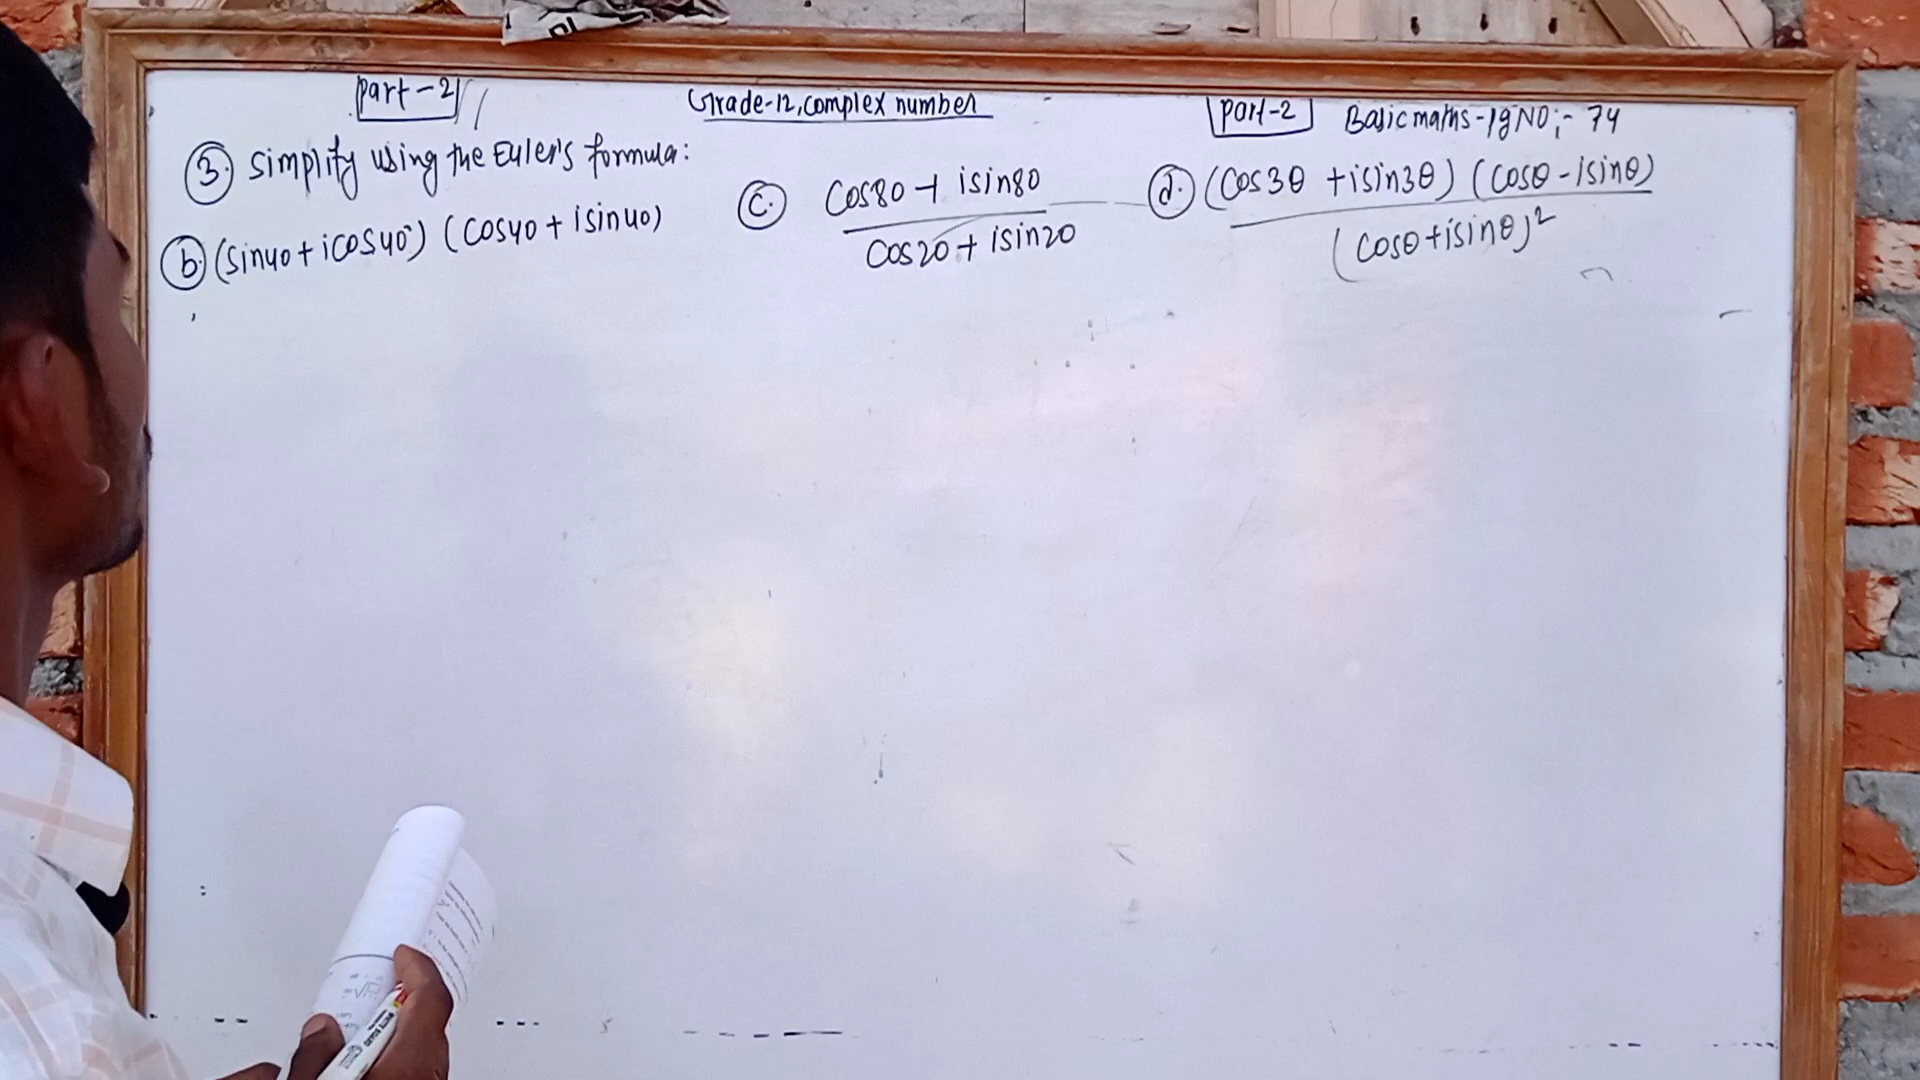 Part-2
Grade-12, complex number
part-2 Basic maths - pg NO;- 74
3. Simplify using the Euler's formula:
b. (sin40 + icos40°) (cos40 + isin40)
c. cos80 + isin80
cos20 + isin20
d. (cos3θ + isin3θ) (cosθ - isinθ)
(cosθ + isinθ)²